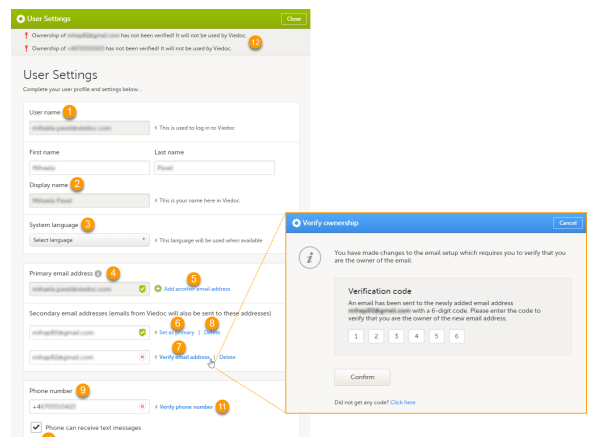 User Settings
Close
! Ownership of has not been verified! It will not be used by Viedoc.
! Ownership of has not been verified! It will not be used by Viedoc.
12
User Settings
Complete your user profile and settings below...
User name 1
This is used to log in to Viedoc
First name
Last name
Display name 2
This is your name here in Viedoc
System language 3
Select language
This language will be used when available
Primary email address 4
5
Add another email address
Secondary email addresses (emails from Viedoc will also be sent to these addresses)
6
8
Set as primary | Delete
7
Verify email address | Delete
Phone number 9
Verify phone number 11
Phone can receive text messages
Verify ownership
Cancel
i
You have made changes to the email setup which requires you to verify that you
are the owner of the email.
Verification code
An email has been sent to the newly added email address
with a 6-digit code. Please enter the code to
verify that you are the owner of the new email address.
1 2 3 4 5 6
Confirm
Did not get any code? Click here.